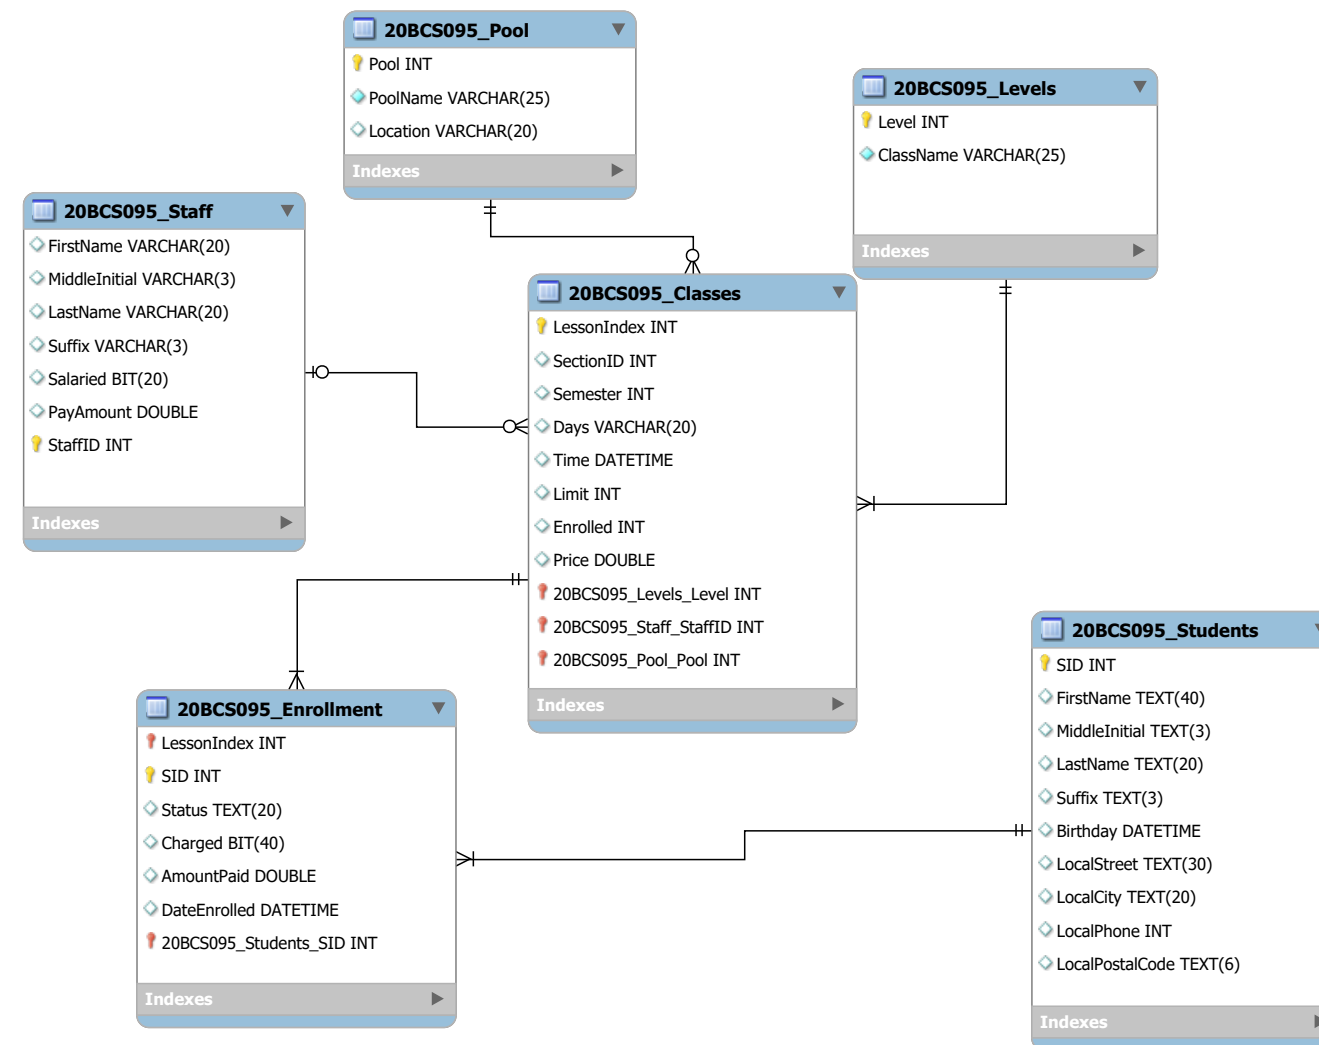 20BCS095_Pool
Pool INT
PoolName VARCHAR(25)
Location VARCHAR(20)
Indexes
20BCS095_Levels
Level INT
ClassName VARCHAR(25)
Indexes
20BCS095_Staff
FirstName VARCHAR(20)
MiddleInitial VARCHAR(3)
LastName VARCHAR(20)
Suffix VARCHAR(3)
Salaried BIT(20)
PayAmount DOUBLE
StaffID INT
Indexes
20BCS095_Classes
LessonIndex INT
SectionID INT
Semester INT
Days VARCHAR(20)
Time DATETIME
Limit INT
Enrolled INT
Price DOUBLE
20BCS095_Levels_Level INT
20BCS095_Staff_StaffID INT
20BCS095_Pool_Pool INT
Indexes
20BCS095_Enrollment
LessonIndex INT
SID INT
Status TEXT(20)
Charged BIT(40)
AmountPaid DOUBLE
DateEnrolled DATETIME
20BCS095_Students_SID INT
Indexes
20BCS095_Students
SID INT
FirstName TEXT(40)
MiddleInitial TEXT(3)
LastName TEXT(20)
Suffix TEXT(3)
Birthday DATETIME
LocalStreet TEXT(30)
LocalCity TEXT(20)
LocalPhone INT
LocalPostalCode TEXT(6)
Indexes